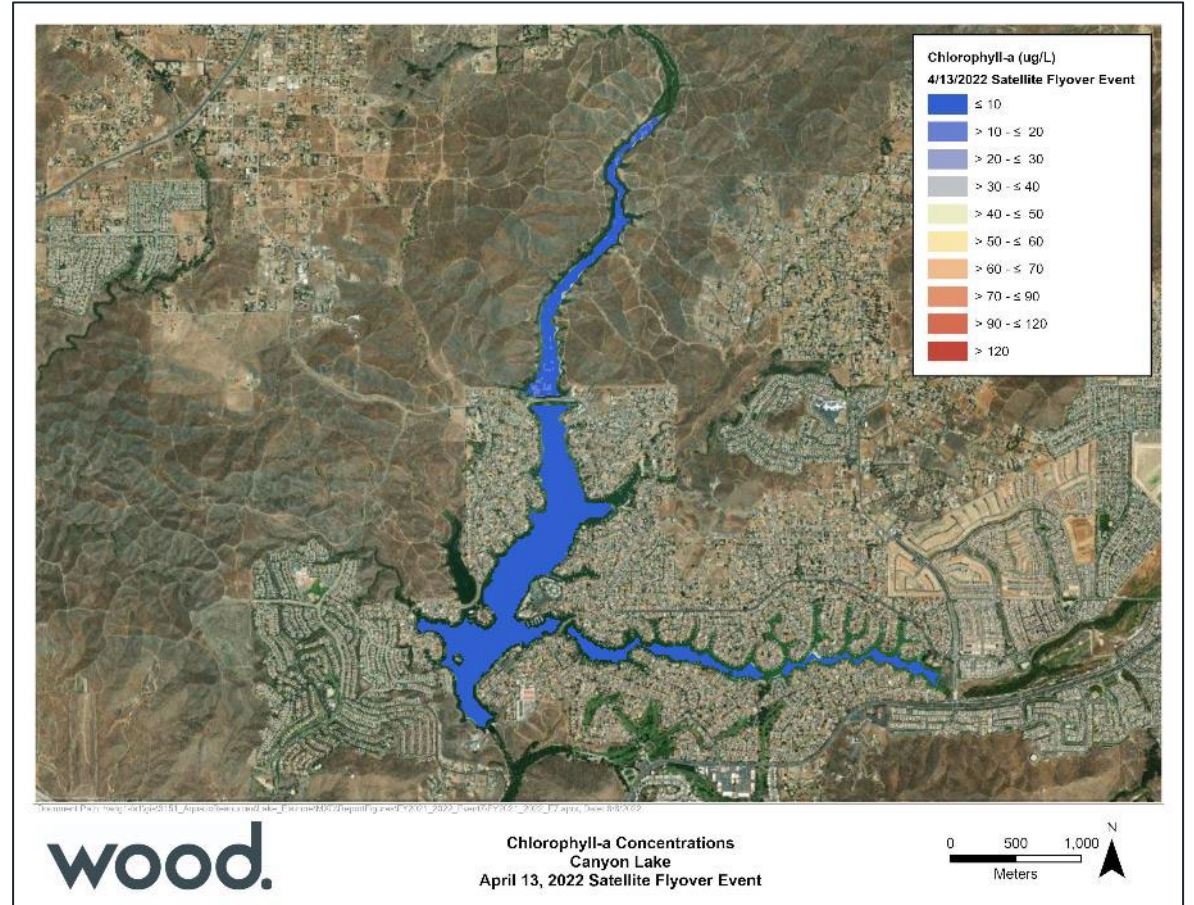 Chlorophyll-a (ug/L)
4/13/2022 Satellite Flyover Event
≤ 10
> 10 - ≤ 20
> 20 - ≤ 30
> 30 - ≤ 40
> 40 - ≤ 50
> 50 - ≤ 60
> 60 - ≤ 70
> 70 - ≤ 90
> 90 - ≤ 120
> 120
Document Path:
wood.
Chlorophyll-a Concentrations
Canyon Lake
April 13, 2022 Satellite Flyover Event
0 500 1,000
Meters
N